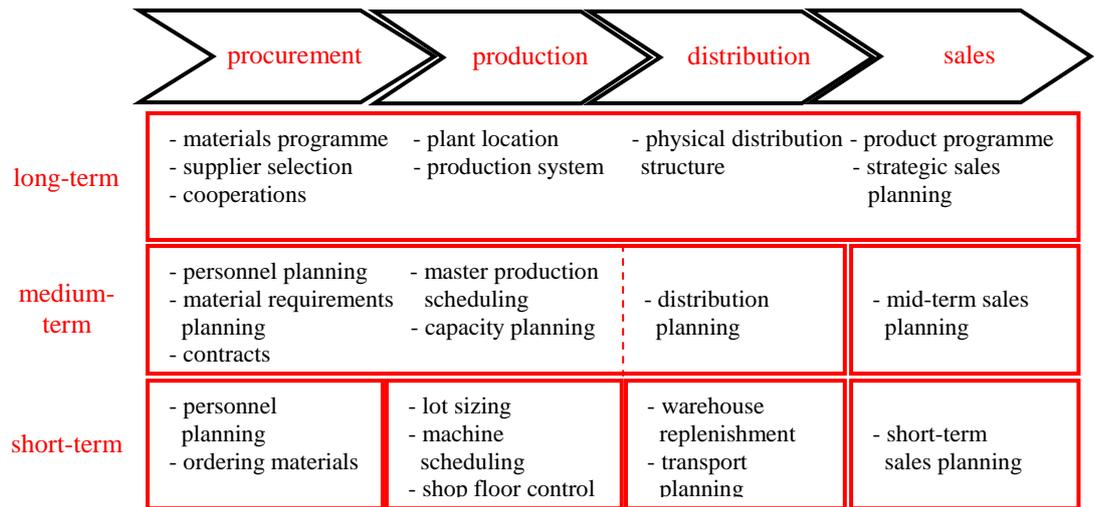 procurement
production
distribution
sales
long-term
- materials programme
- supplier selection
- cooperations
- plant location
- production system
- physical distribution
structure
- product programme
- strategic sales
planning
medium-
term
- personnel planning
- material requirements
planning
- contracts
- master production
scheduling
- capacity planning
- distribution
planning
- mid-term sales
planning
short-term
- personnel
planning
- ordering materials
- lot sizing
- machine
scheduling
- shop floor control
- warehouse
replenishment
- transport
planning
- short-term
sales planning